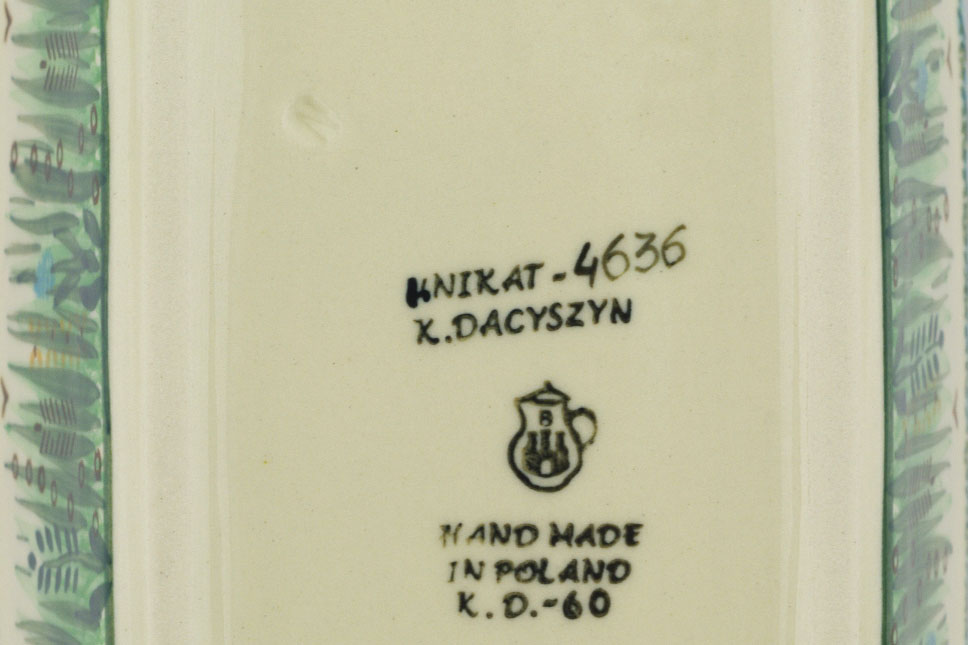 UNIKAT-4636
K.DACYSZYN
B
HAND MADE
IN POLAND
K.D.-60